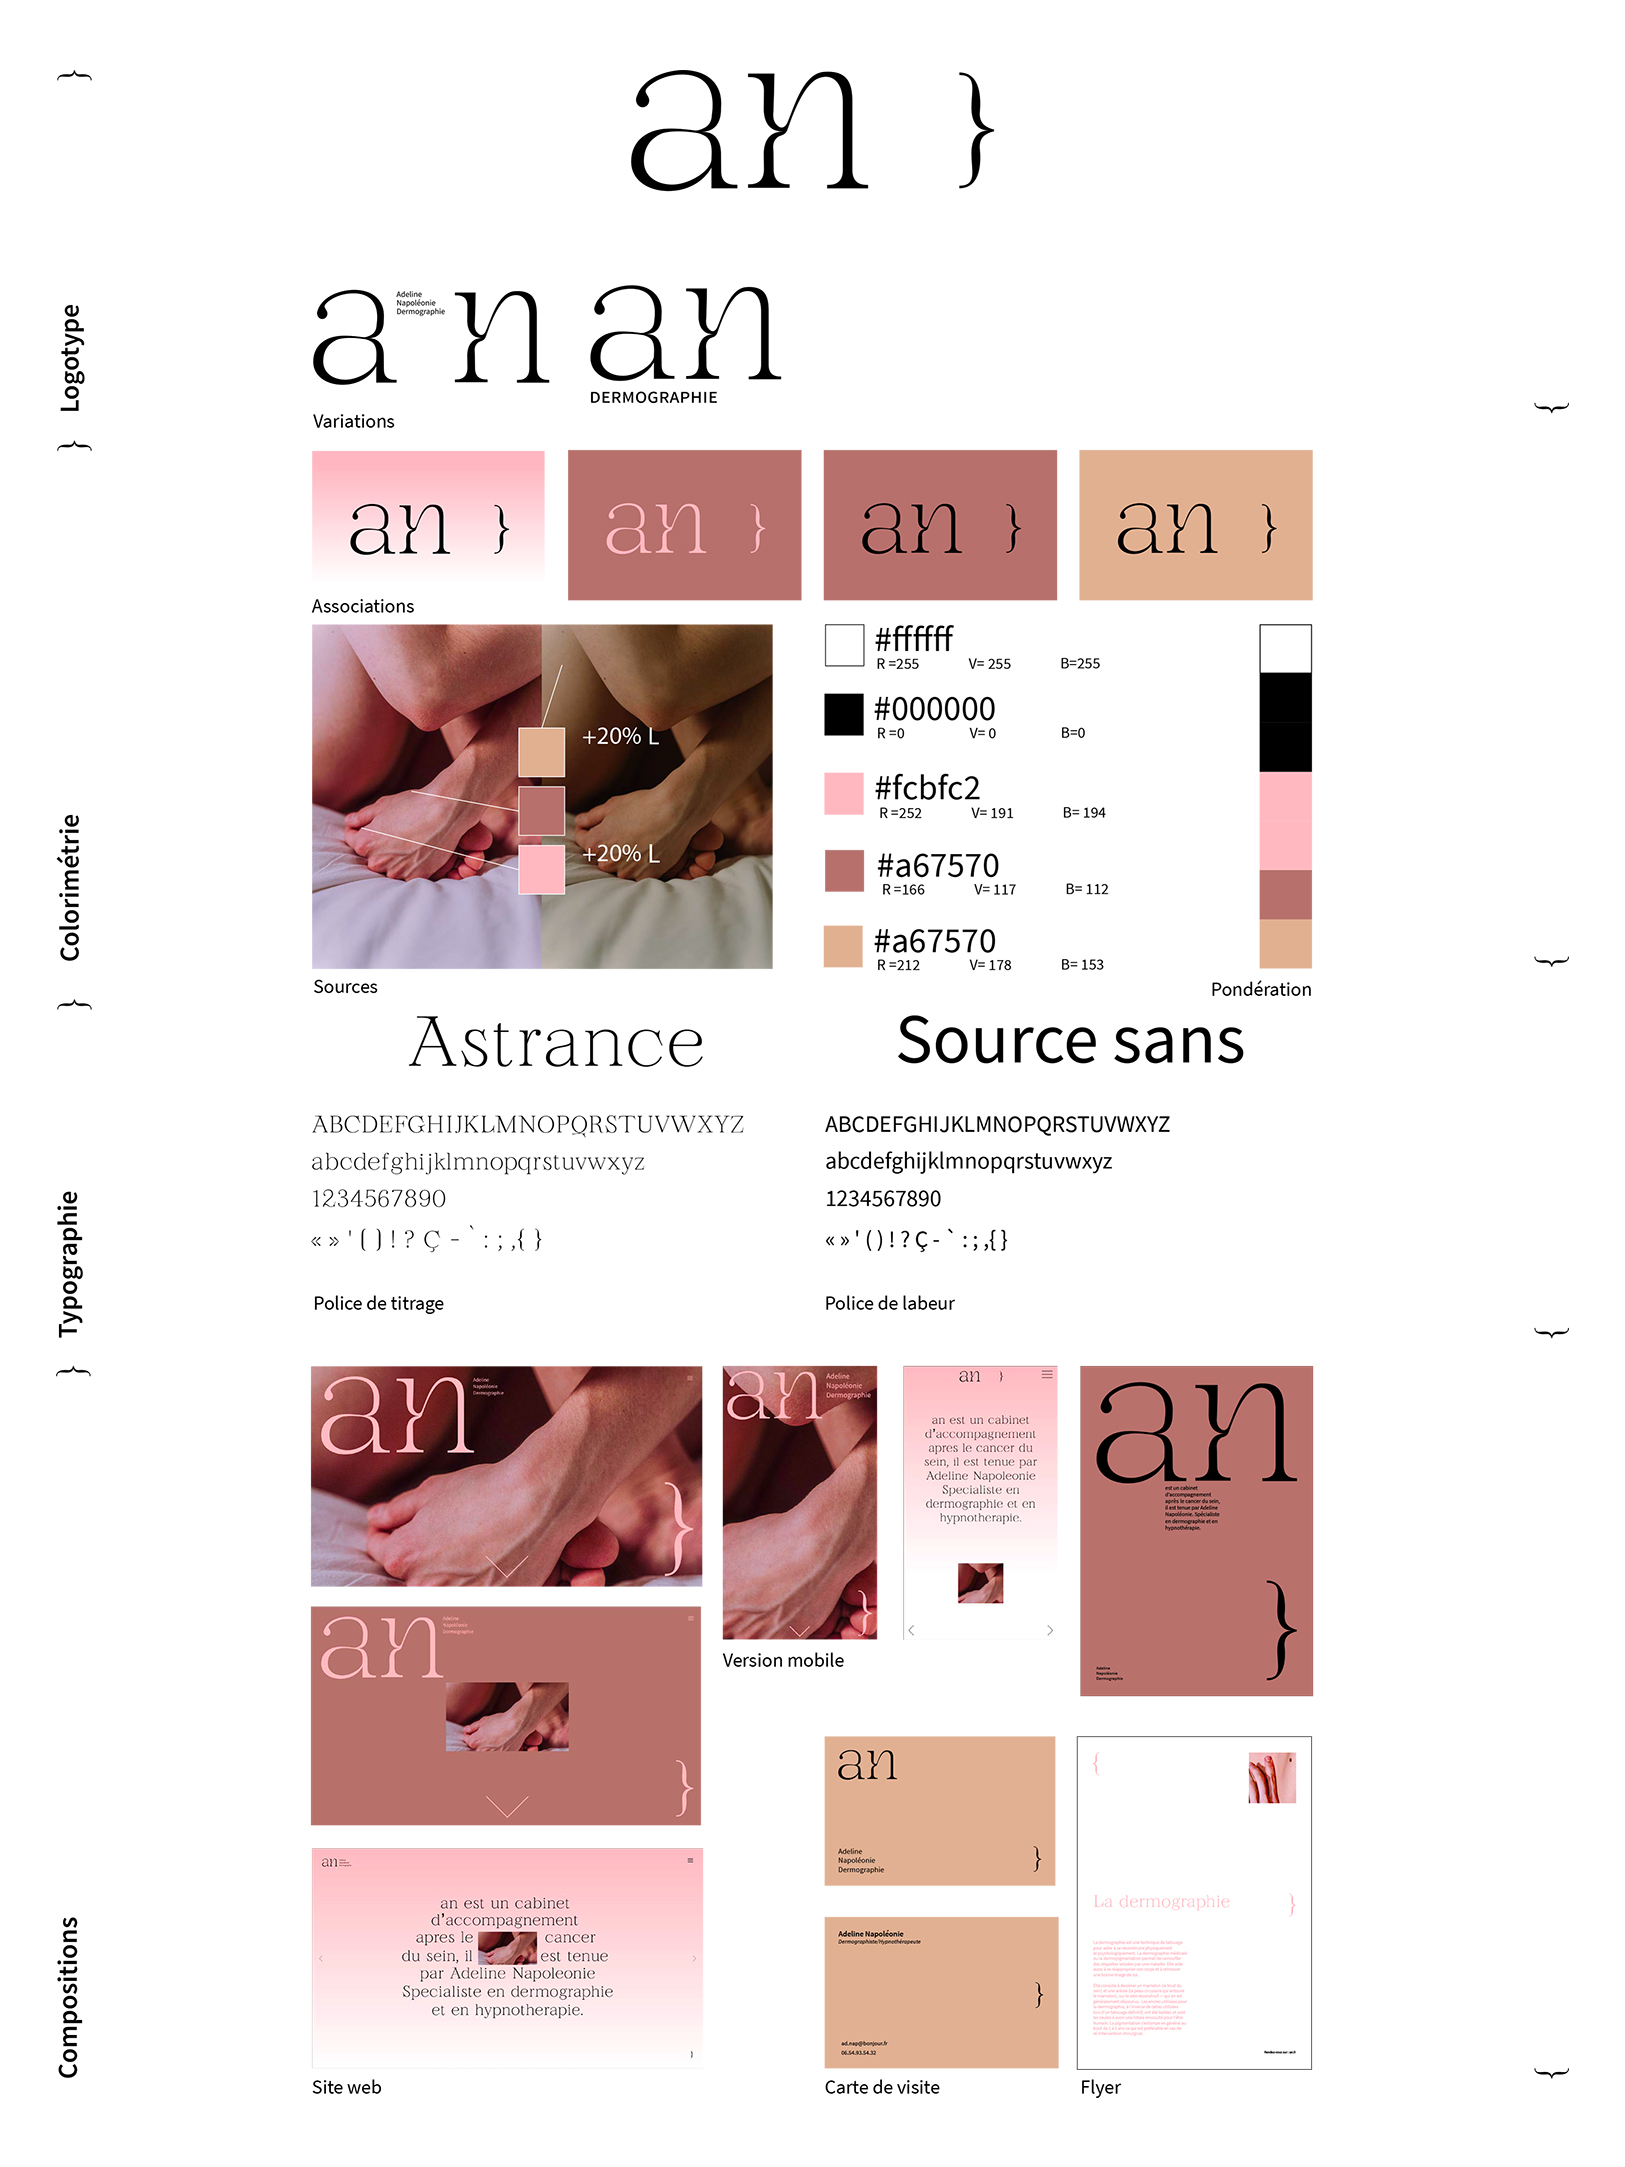 an }
Logotype
a Adeline n
Napoléonie
Dermographie
an
DERMOGRAPHIE
Variations
an }
an }
an }
an }
Associations
Colorimétrie
+20% L
+20% L
Sources
#ffffff
R =255 V= 255 B=255
#000000
R =0 V= 0 B=0
#fcbfc2
R =252 V= 191 B= 194
#a67570
R =166 V= 117 B= 112
#a67570
R =212 V= 178 B= 153
Pondération
Typographie
Astrance
ABCDEFGHIJKLMNOPQRSTUVWXYZ
abcdefghijklmnopqrstuvwxyz
1234567890
« » ' ( ) ! ? Ç - ` : ; ,{ }
Police de titrage
Source sans
ABCDEFGHIJKLMNOPQRSTUVWXYZ
abcdefghijklmnopqrstuvwxyz
1234567890
« » ' ( ) ! ? Ç - ` : ; ,{ }
Police de labeur
Compositions
an
Adeline
Napoléonie
Dermographie
}
an
Adeline
Napoléonie
Dermographie
}
an est un cabinet
d'accompagnement
apres le cancer
du sein, il est tenue
par Adeline Napoleonie
Specialiste en dermographie
et en hypnotherapie.
}
Site web
an
Adeline
Napoléonie
Dermographie
}
Version mobile
an }
an est un cabinet
d'accompagnement
apres le cancer du
sein, il est tenue par
Adeline Napoleonie
Specialiste en
dermographie et en
hypnotherapie.
an
est un cabinet
d'accompagnement
après le cancer du sein,
il est tenue par Adeline
Napoléonie. Spécialiste
en dermographie et en
hypnothérapie.
}
Adeline
Napoléonie
Dermographie
an
Adeline
Napoléonie
Dermographie
}
Adeline Napoléonie
Dermographiste/Hypnothérapeute
}
ad.nap@bonjour.fr
06.54.93.54.32
Carte de visite
{
La dermographie }
Flyer